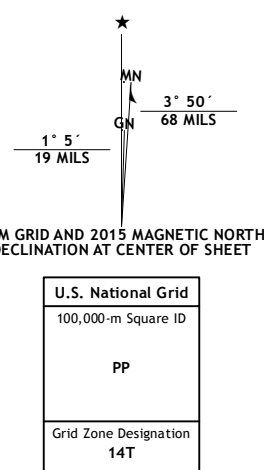 MN
3° 50´
68 MILS
GN
1° 5´
19 MILS
M GRID AND 2015 MAGNETIC NORTH
DECLINATION AT CENTER OF SHEET
U.S. National Grid
100,000-m Square ID
PP
Grid Zone Designation
14T